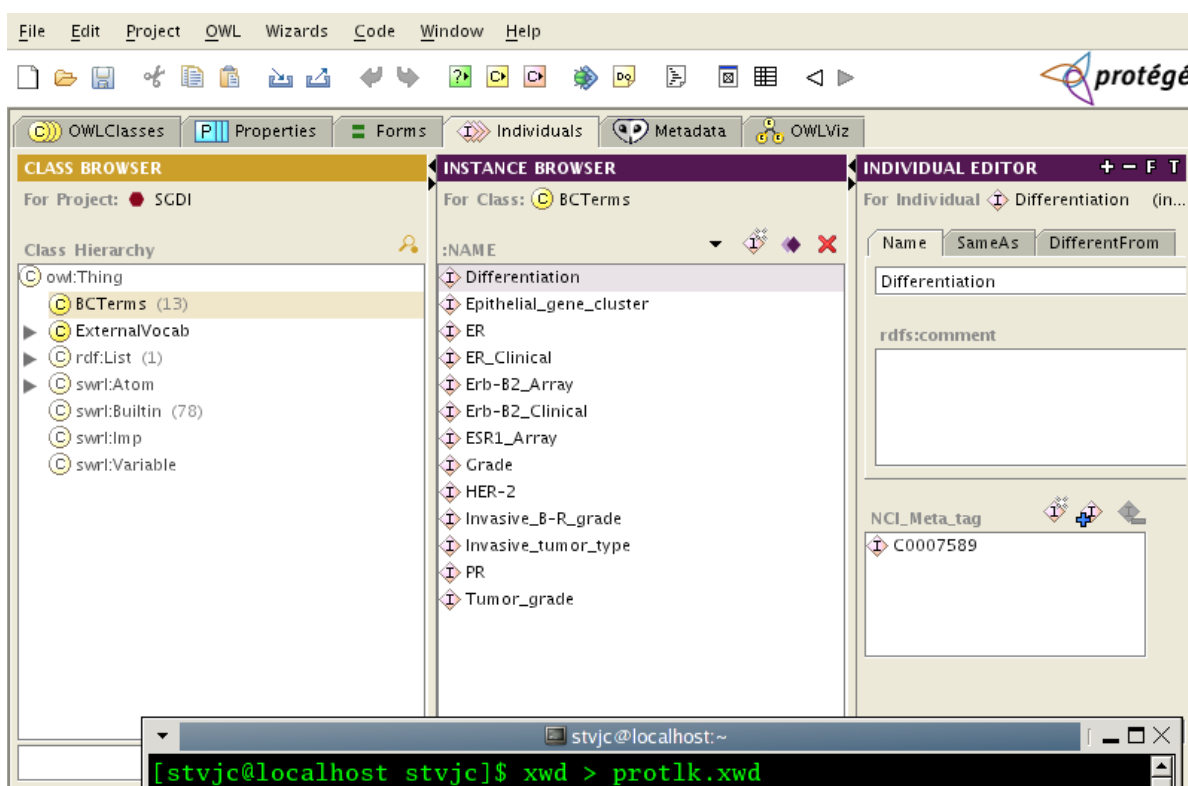 File Edit Project OWL Wizards Code Window Help
protégé
OWLClasses Properties Forms Individuals Metadata OWLViz
CLASS BROWSER
For Project: SGDI
Class Hierarchy
owl:Thing
BCTerms (13)
ExternalVocab
rdf:List (1)
swrl:Atom
swrl:Builtin (78)
swrl:Imp
swrl:Variable
INSTANCE BROWSER
For Class: BCTerms
:NAME
Differentiation
Epithelial_gene_cluster
ER
ER_Clinical
Erb-B2_Array
Erb-B2_Clinical
ESR1_Array
Grade
HER-2
Invasive_B-R_grade
Invasive_tumor_type
PR
Tumor_grade
INDIVIDUAL EDITOR + - F T
For Individual Differentiation (in...
Name SameAs DifferentFrom
Differentiation
rdfs:comment
NCI_Meta_tag
C0007589
stvjc@localhost:~
[stvjc@localhost stvjc]$ xwd > protlk.xwd